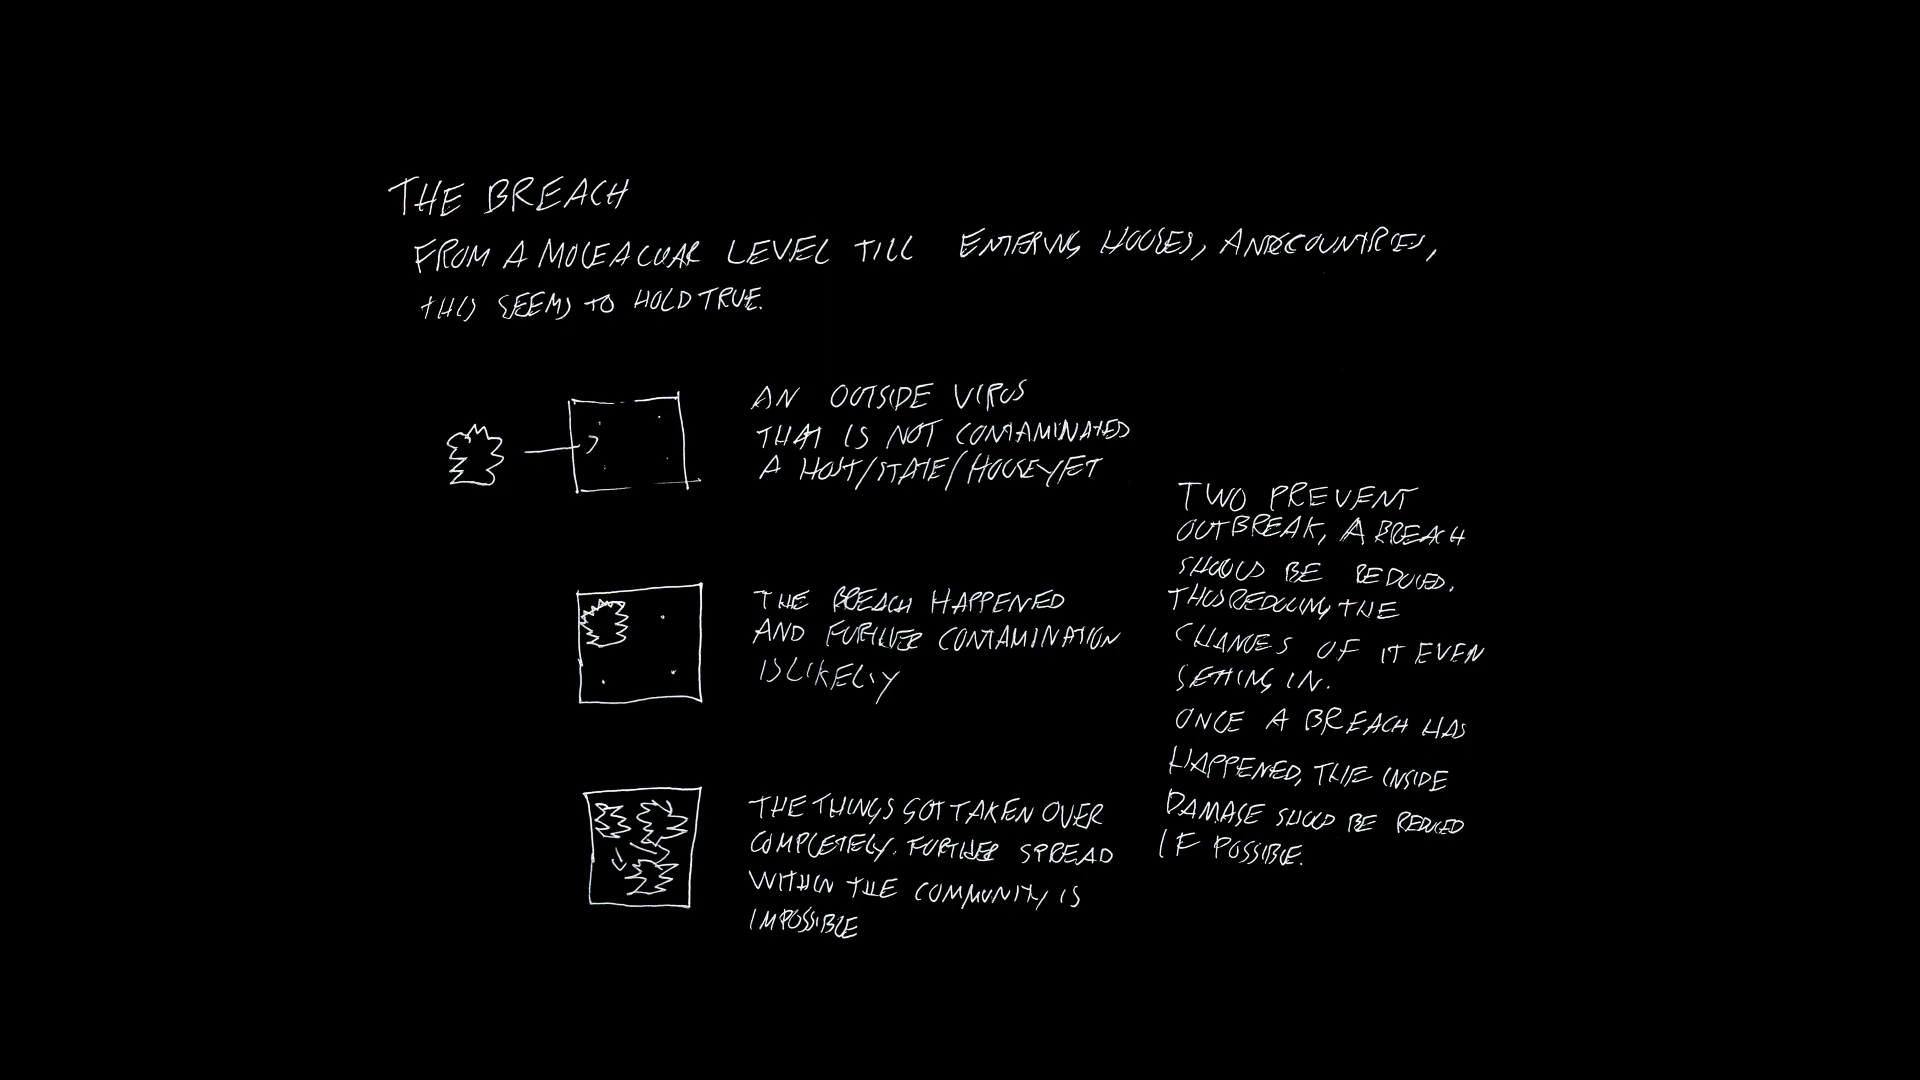 THE BREACH
FROM A MOLEACULAR LEVEL TILL ENTERING HOUSES, AND COUNTRIES,
THIS SEEMS TO HOLD TRUE.
AN OUTSIDE VIRUS
THAT IS NOT CONTAMINATED
A HOST/STATE/HOUSE YET
THE BREACH HAPPENED
AND FURTHER CONTAMINATION
IS LIKELY
THE THINGS GOT TAKEN OVER
COMPLETELY. FURTHER SPREAD
WITHIN THE COMMUNITY IS
IMPOSSIBLE
TWO PREVENT
OUTBREAK, A BREACH
SHOULD BE REDUCED.
THUS REDUCING THE
CHANCES OF IT EVEN
SETTING IN.
ONCE A BREACH HAS
HAPPENED, THE INSIDE
DAMAGE SHOULD BE REDUCED
IF POSSIBLE.